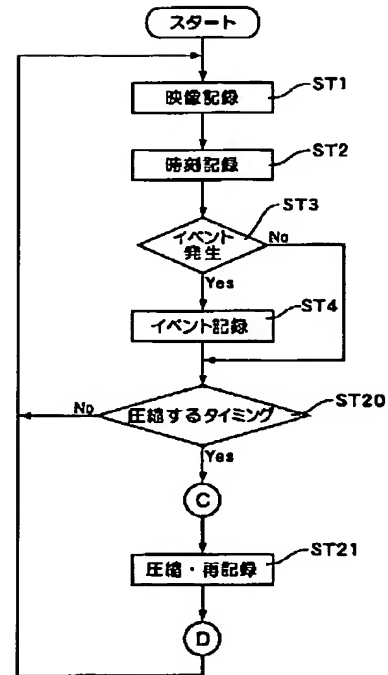 スタート
映像記録
ST1
時刻記録
ST2
イベント
発生
ST3
No
Yes
イベント記録
ST4
圧縮するタイミング
ST20
No
Yes
C
圧縮・再記録
ST21
D